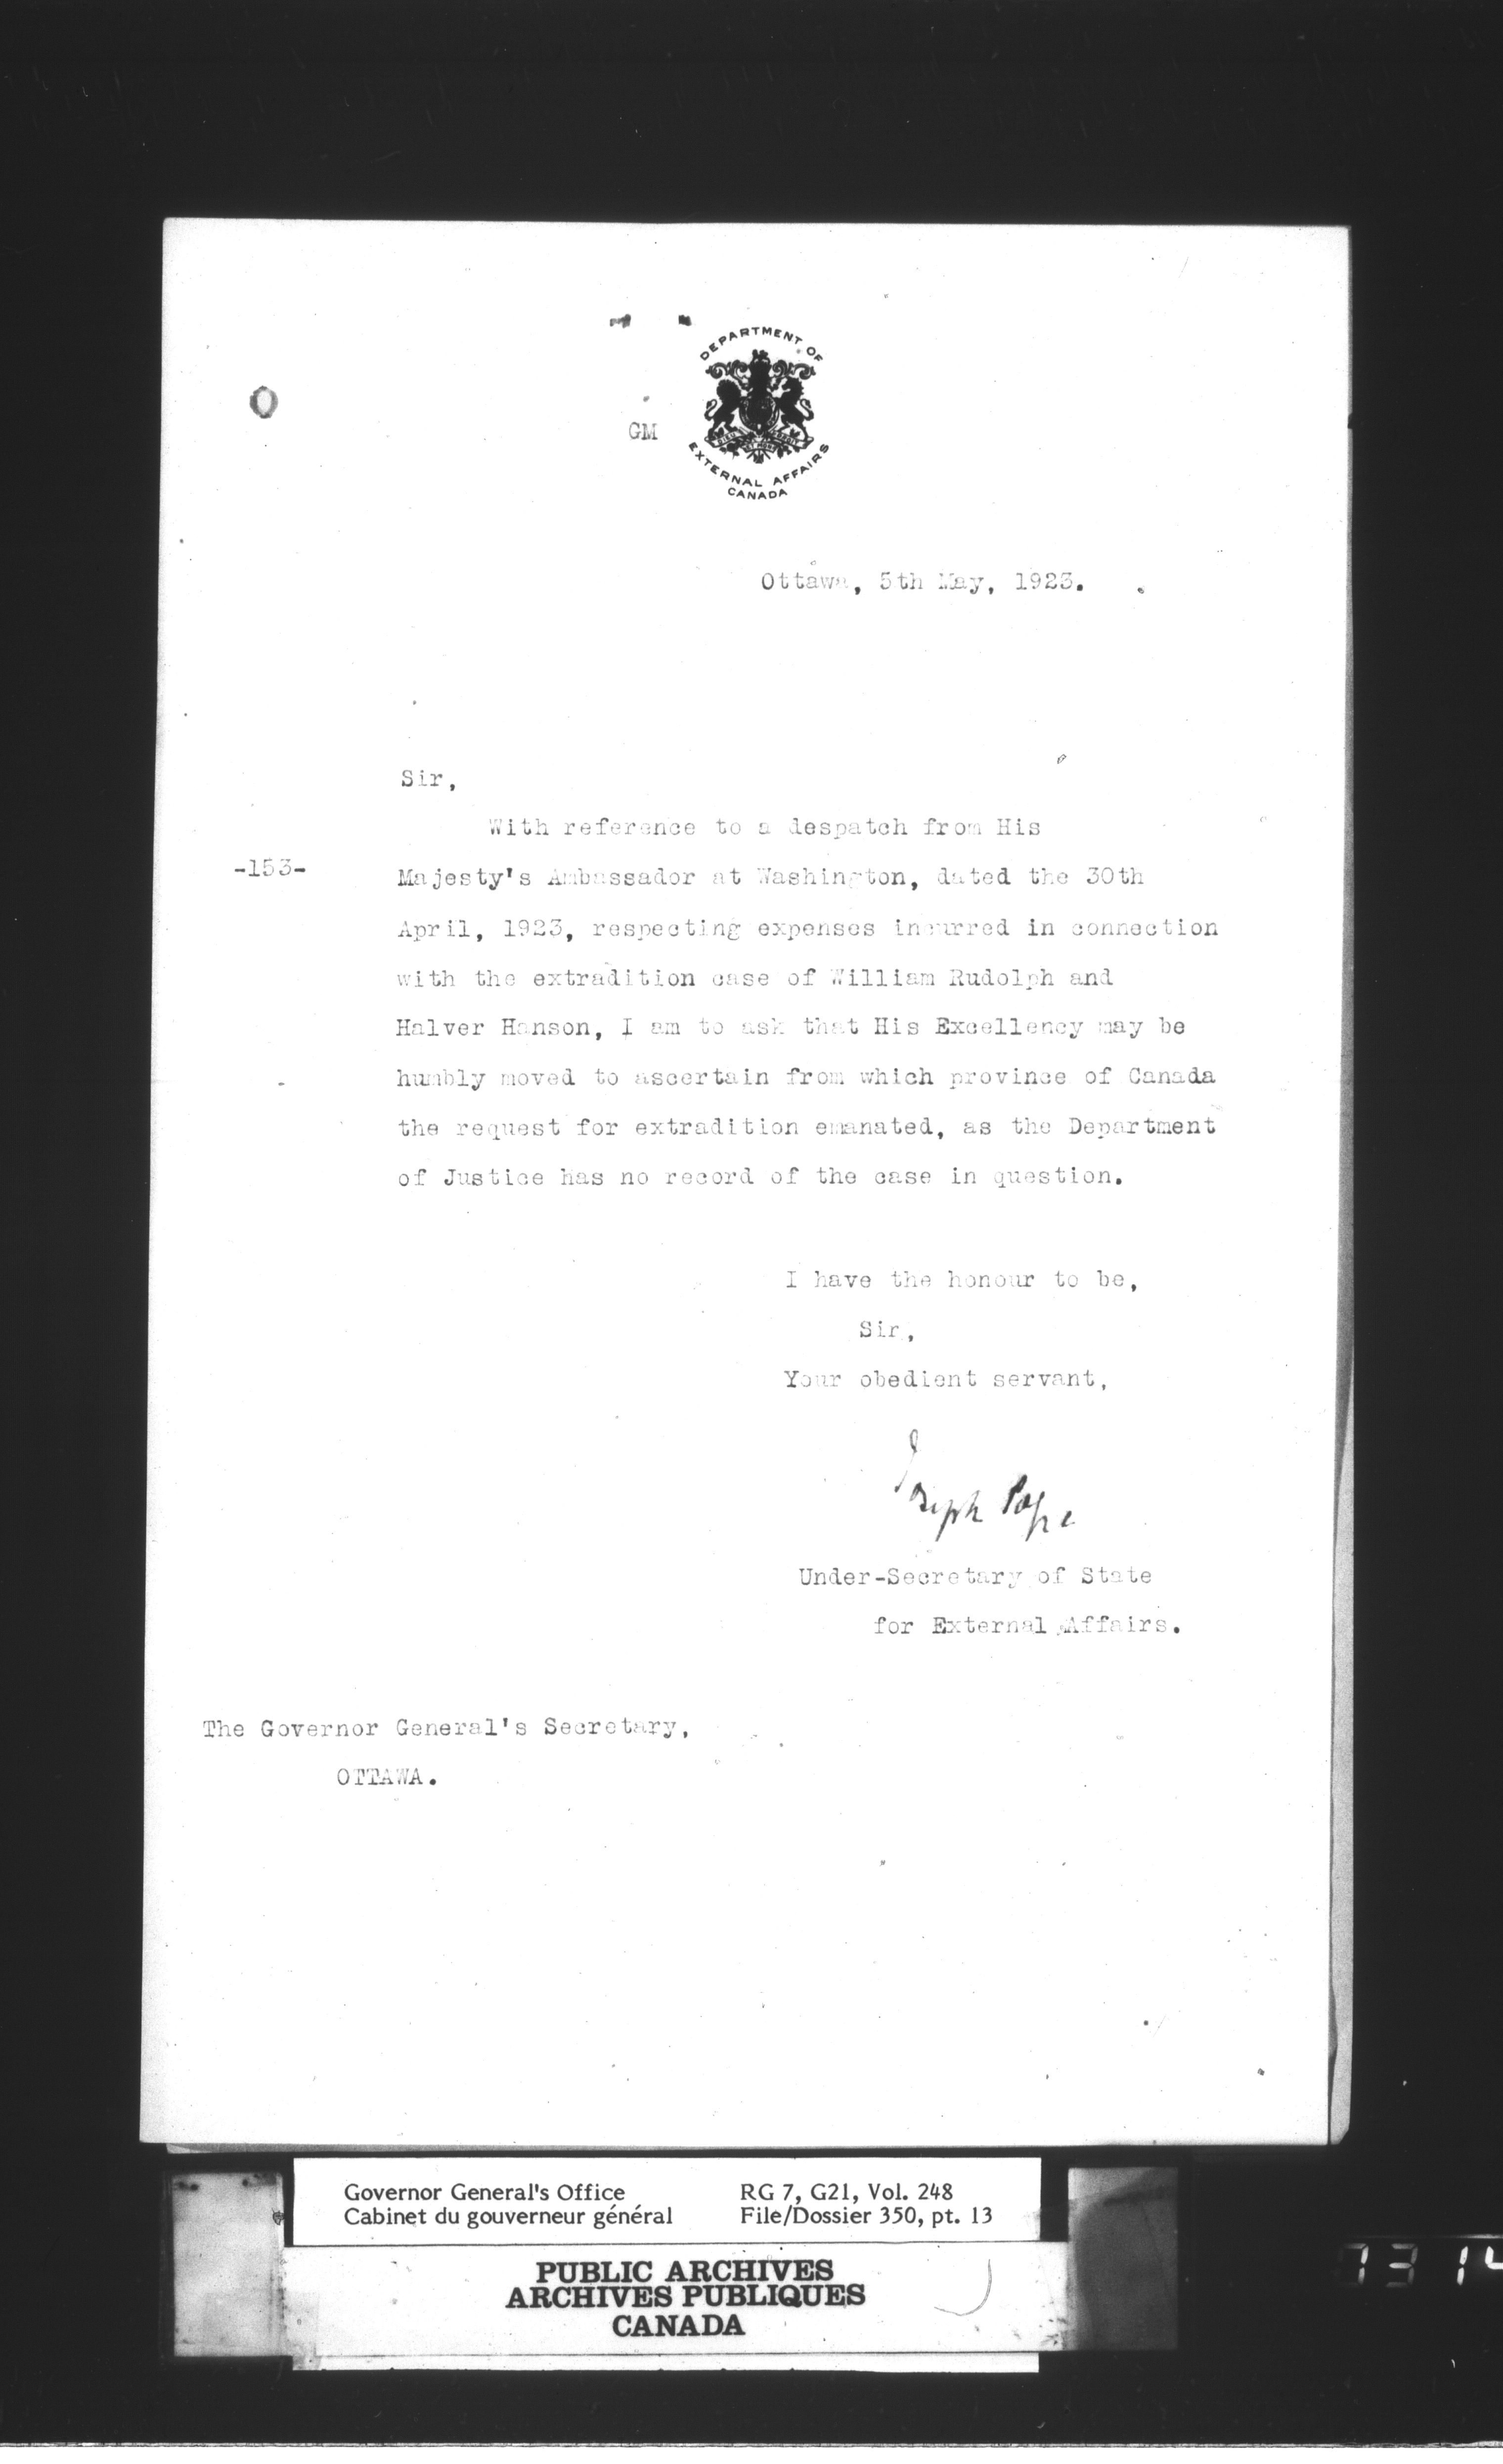 DEPARTMENT OF
EXTERNAL AFFAIRS
CANADA
O
GM
Ottawa, 5th May, 1923.
Sir,
With reference to a despatch from His
-153-
Majesty's Ambassador at Washington, dated the 30th
April, 1923, respecting expenses incurred in connection
with the extradition case of William Rudolph and
Halver Hanson, I am to ask that His Excellency may be
humbly moved to ascertain from which province of Canada
the request for extradition emanated, as the Department
of Justice has no record of the case in question.
I have the honour to be,
Sir,
Your obedient servant,
Joseph Pope
Under-Secretary of State
for External Affairs.
The Governor General's Secretary,
OTTAWA.
Governor General's Office RG 7, G21, Vol. 248
Cabinet du gouverneur général File/Dossier 350, pt. 13
PUBLIC ARCHIVES
ARCHIVES PUBLIQUES
CANADA